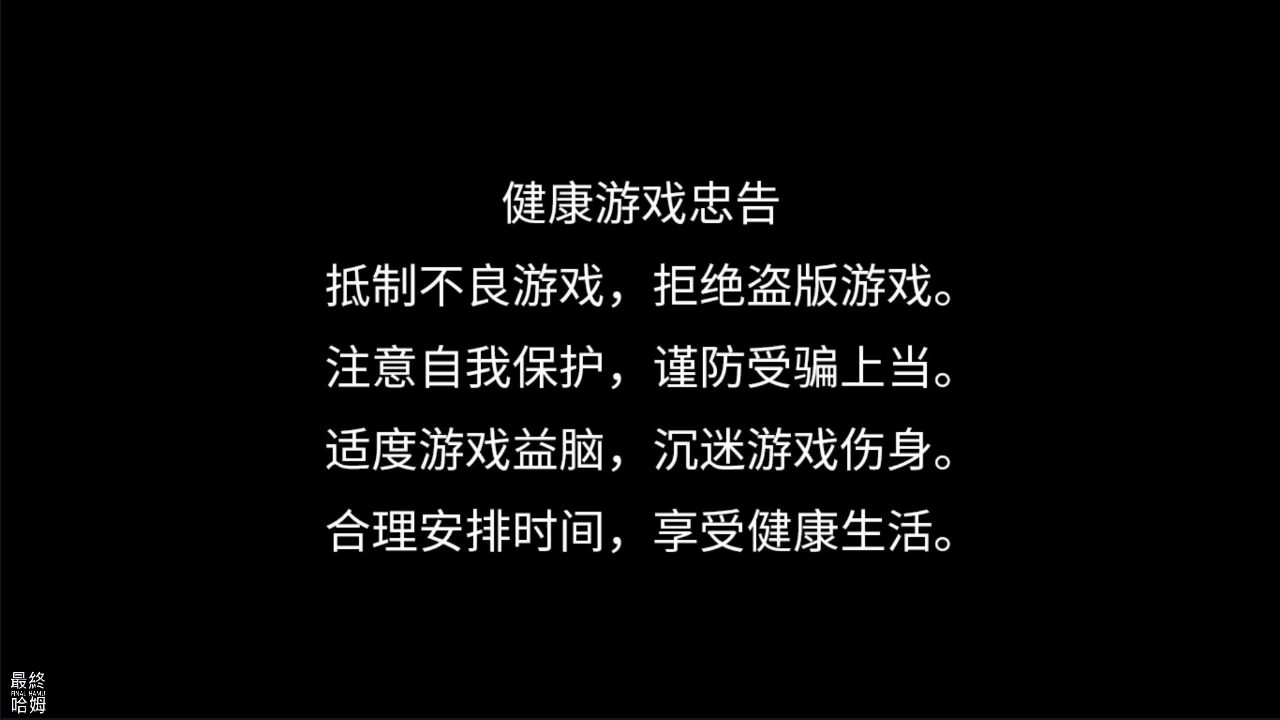 健康游戏忠告
抵制不良游戏，拒绝盗版游戏。
注意自我保护，谨防受骗上当。
适度游戏益脑，沉迷游戏伤身。
合理安排时间，享受健康生活。
最終
FINAL HAMU
哈姆